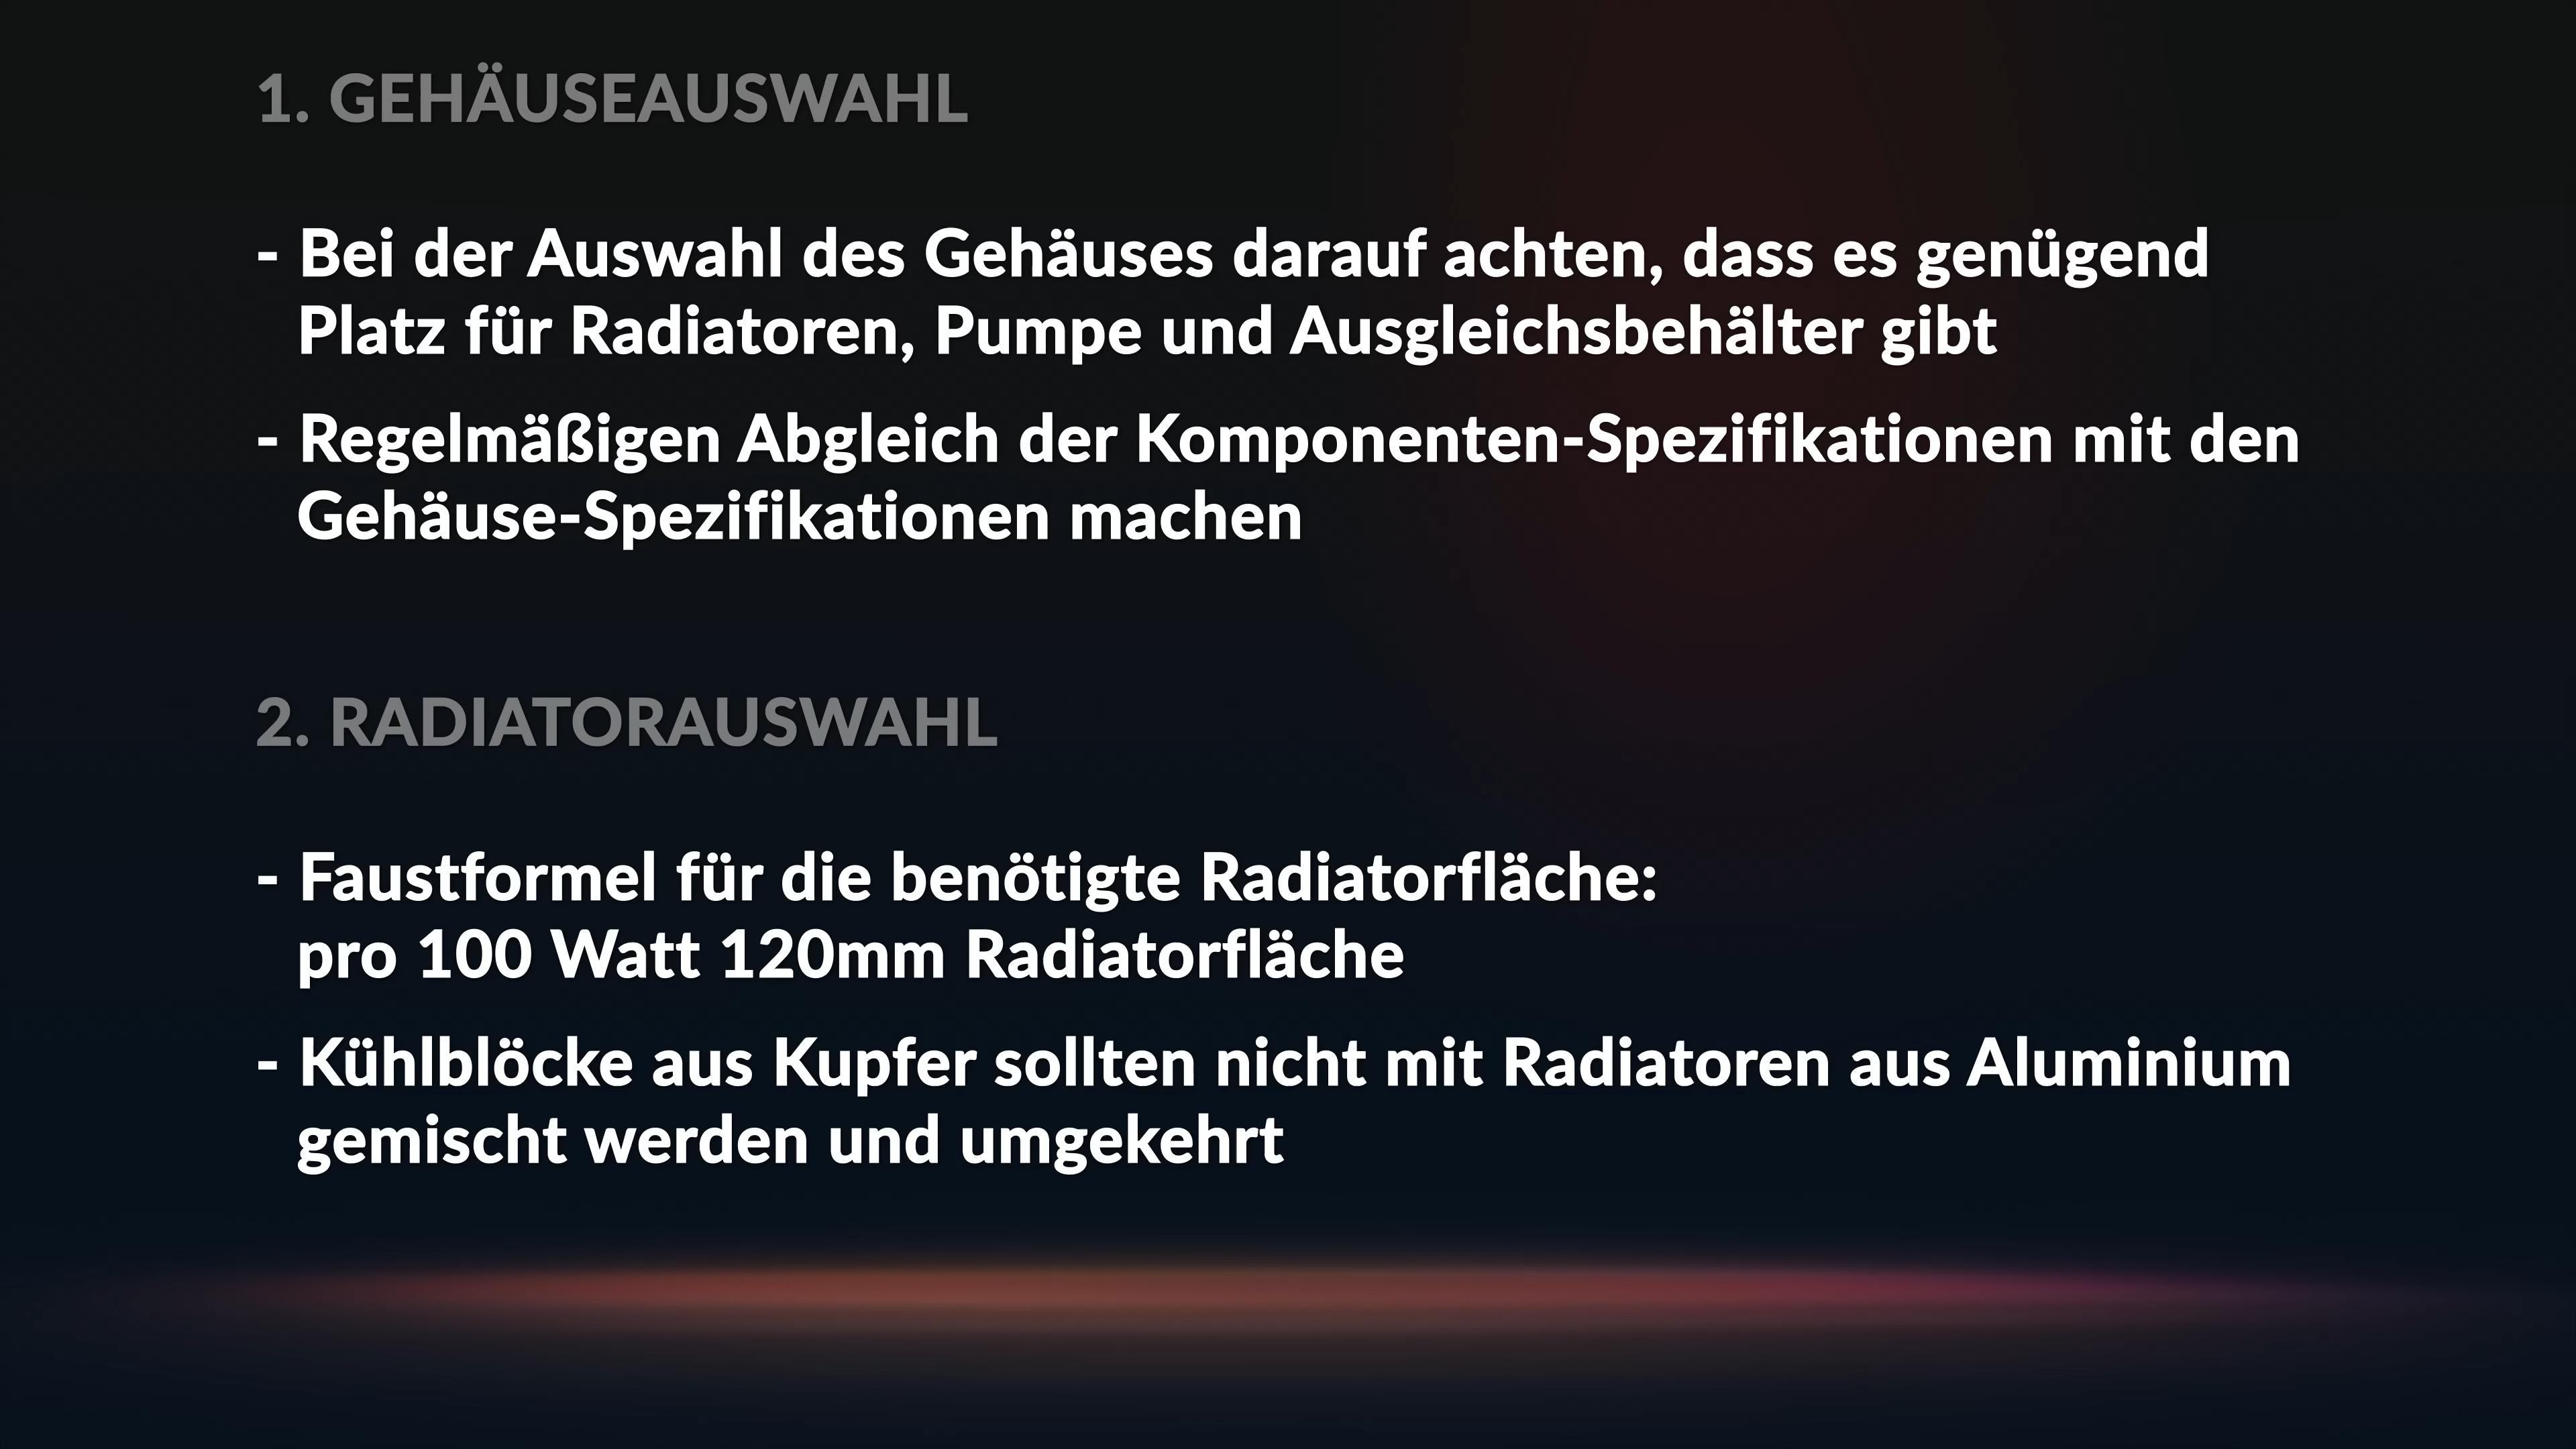 1. GEHÄUSEAUSWAHL
- Bei der Auswahl des Gehäuses darauf achten, dass es genügend
Platz für Radiatoren, Pumpe und Ausgleichsbehälter gibt
- Regelmäßigen Abgleich der Komponenten-Spezifikationen mit den
Gehäuse-Spezifikationen machen
2. RADIATORAUSWAHL
- Faustformel für die benötigte Radiatorfläche:
pro 100 Watt 120mm Radiatorfläche
- Kühlblöcke aus Kupfer sollten nicht mit Radiatoren aus Aluminium
gemischt werden und umgekehrt